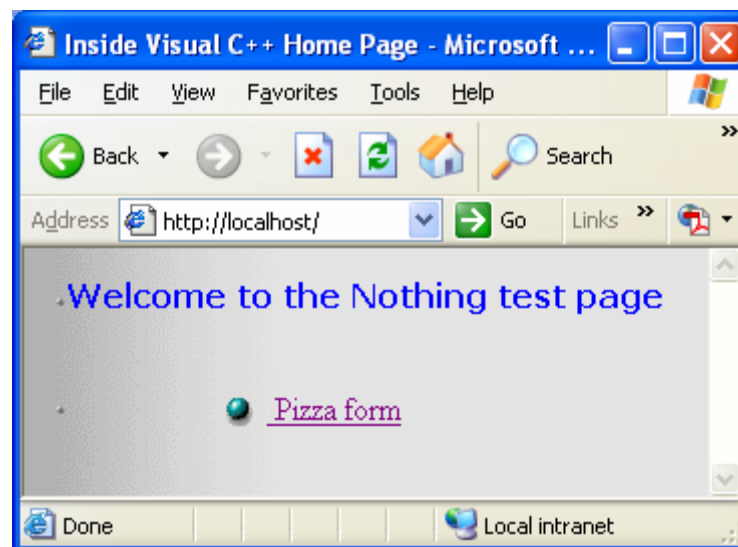 Inside Visual C++ Home Page - Microsoft ...
File Edit View Favorites Tools Help
Back Search
Address http://localhost/ Go Links
Welcome to the Nothing test page
Pizza form
Done Local intranet